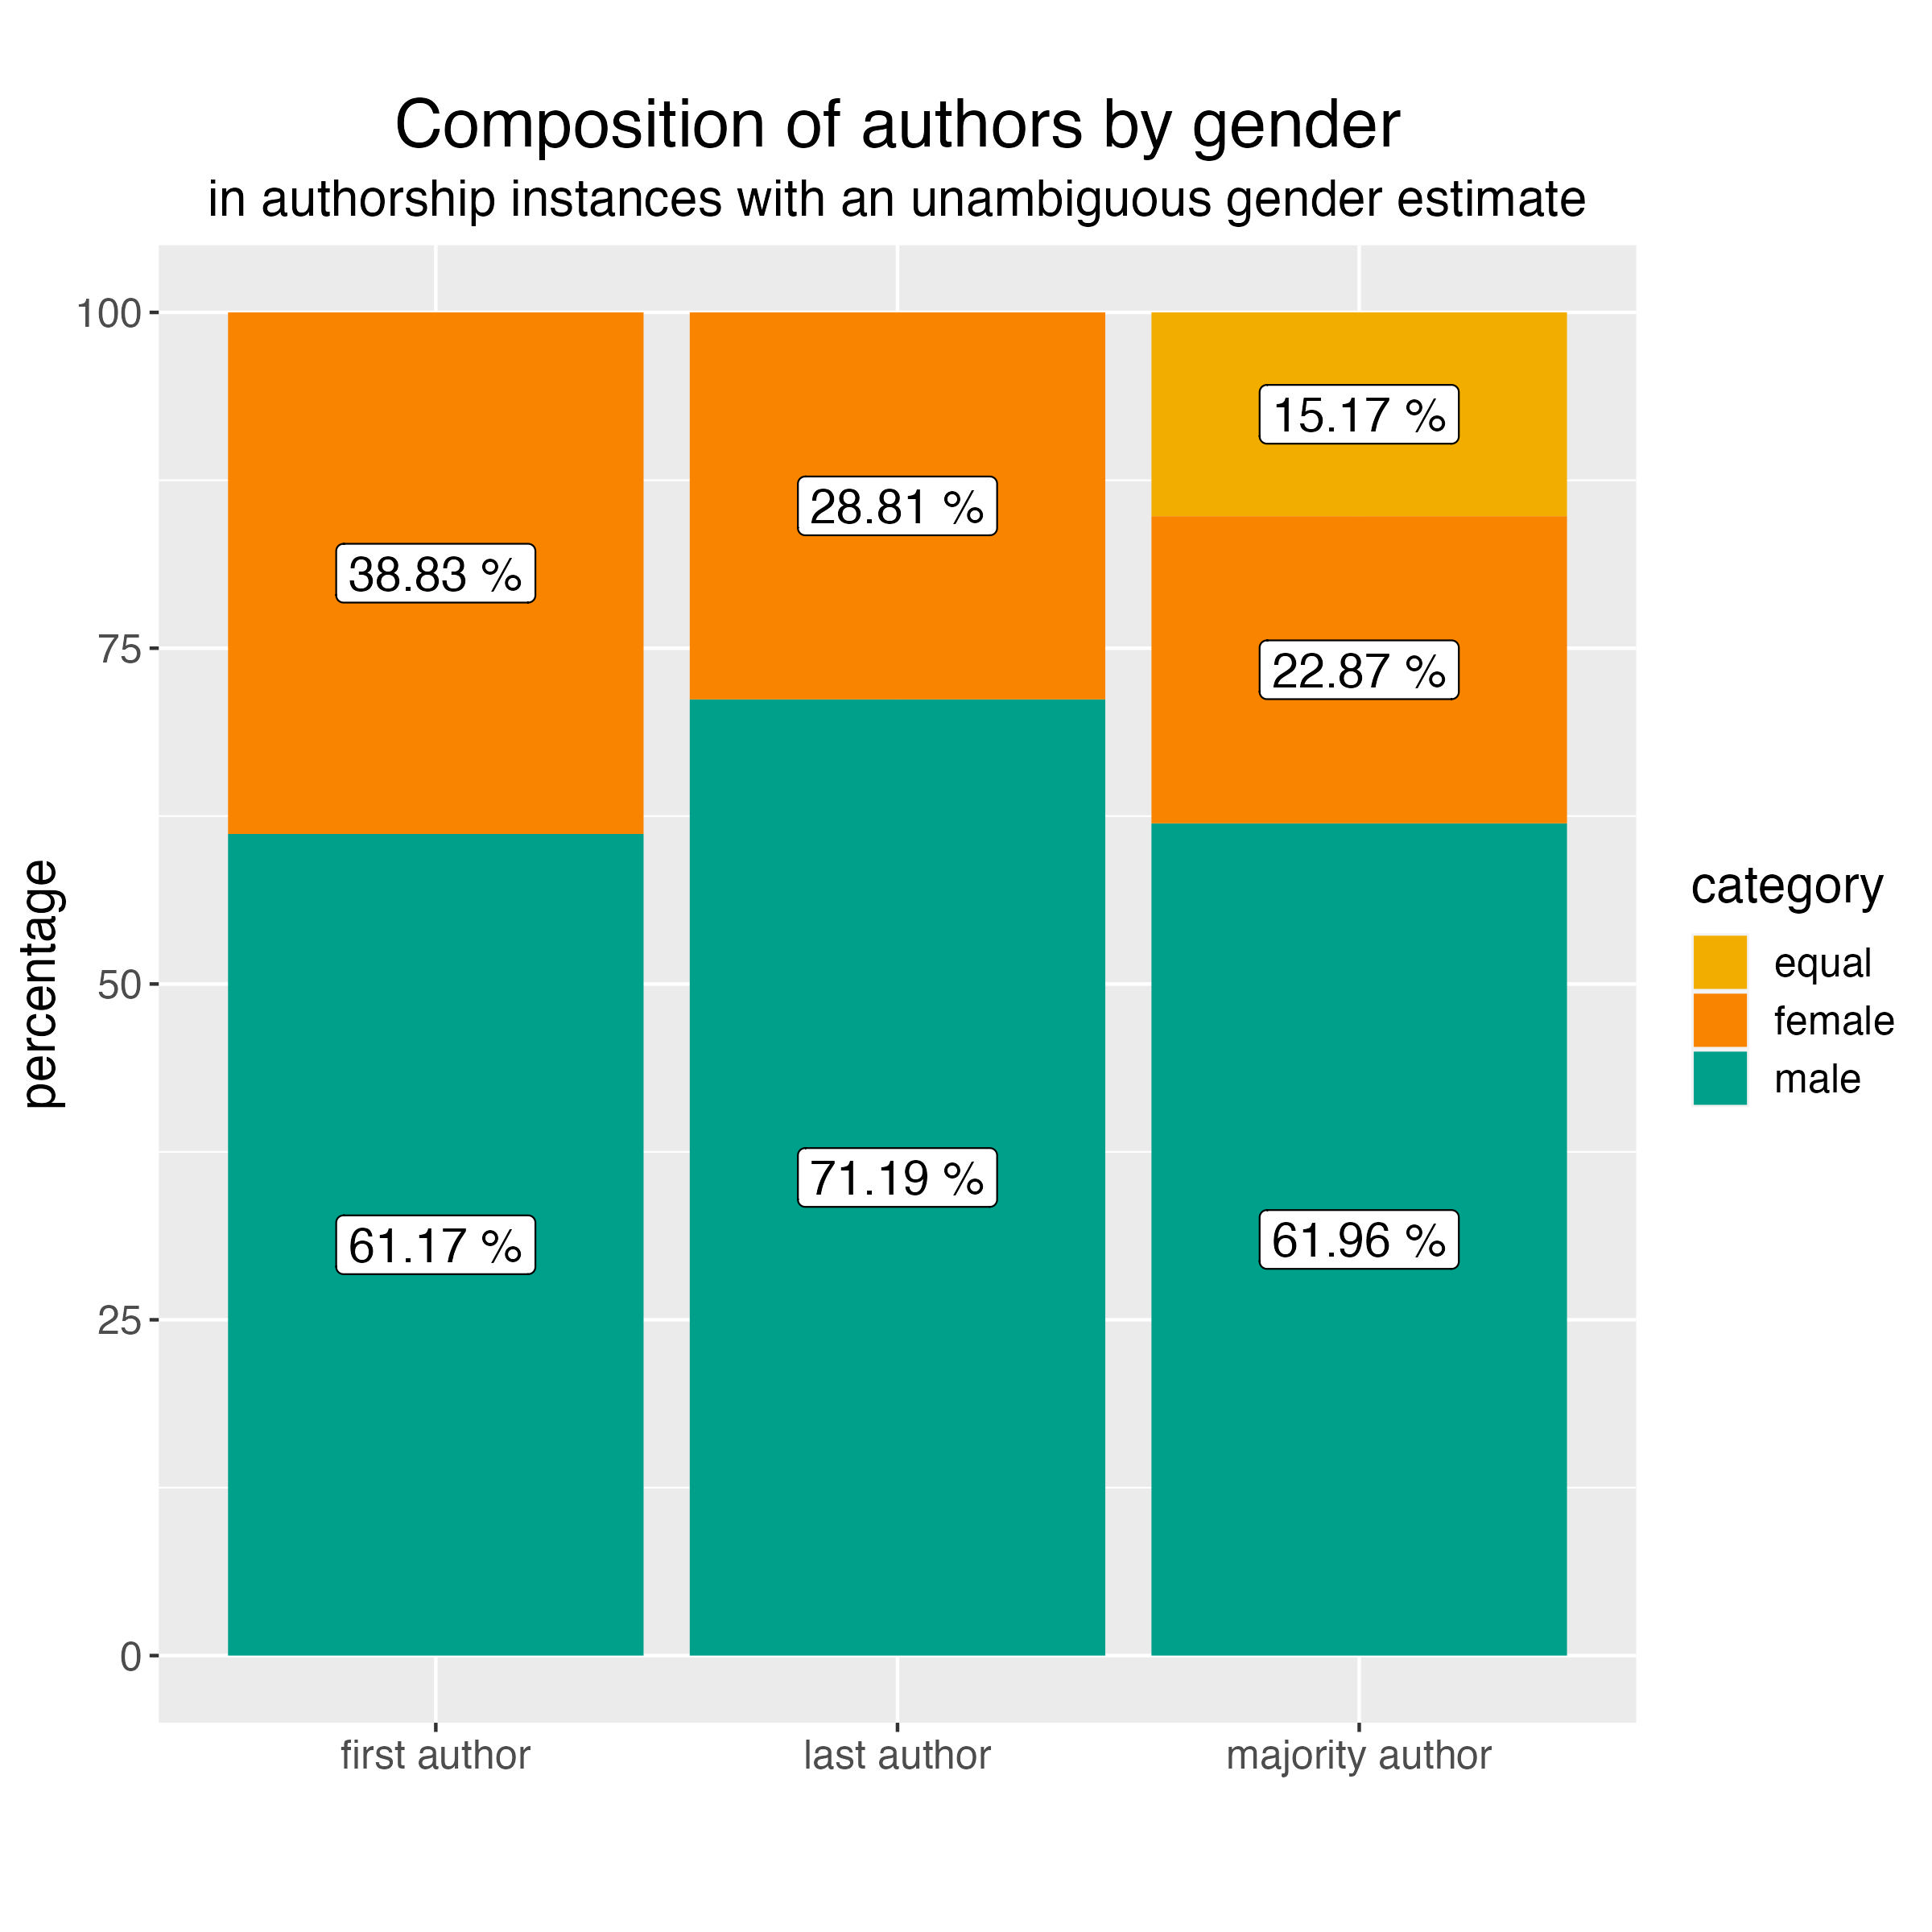 Composition of authors by gender
in authorship instances with an unambiguous gender estimate
percentage
100
75
50
25
0
38.83 %
61.17 %
28.81 %
71.19 %
15.17 %
22.87 %
61.96 %
first author
last author
majority author
category
equal
female
male